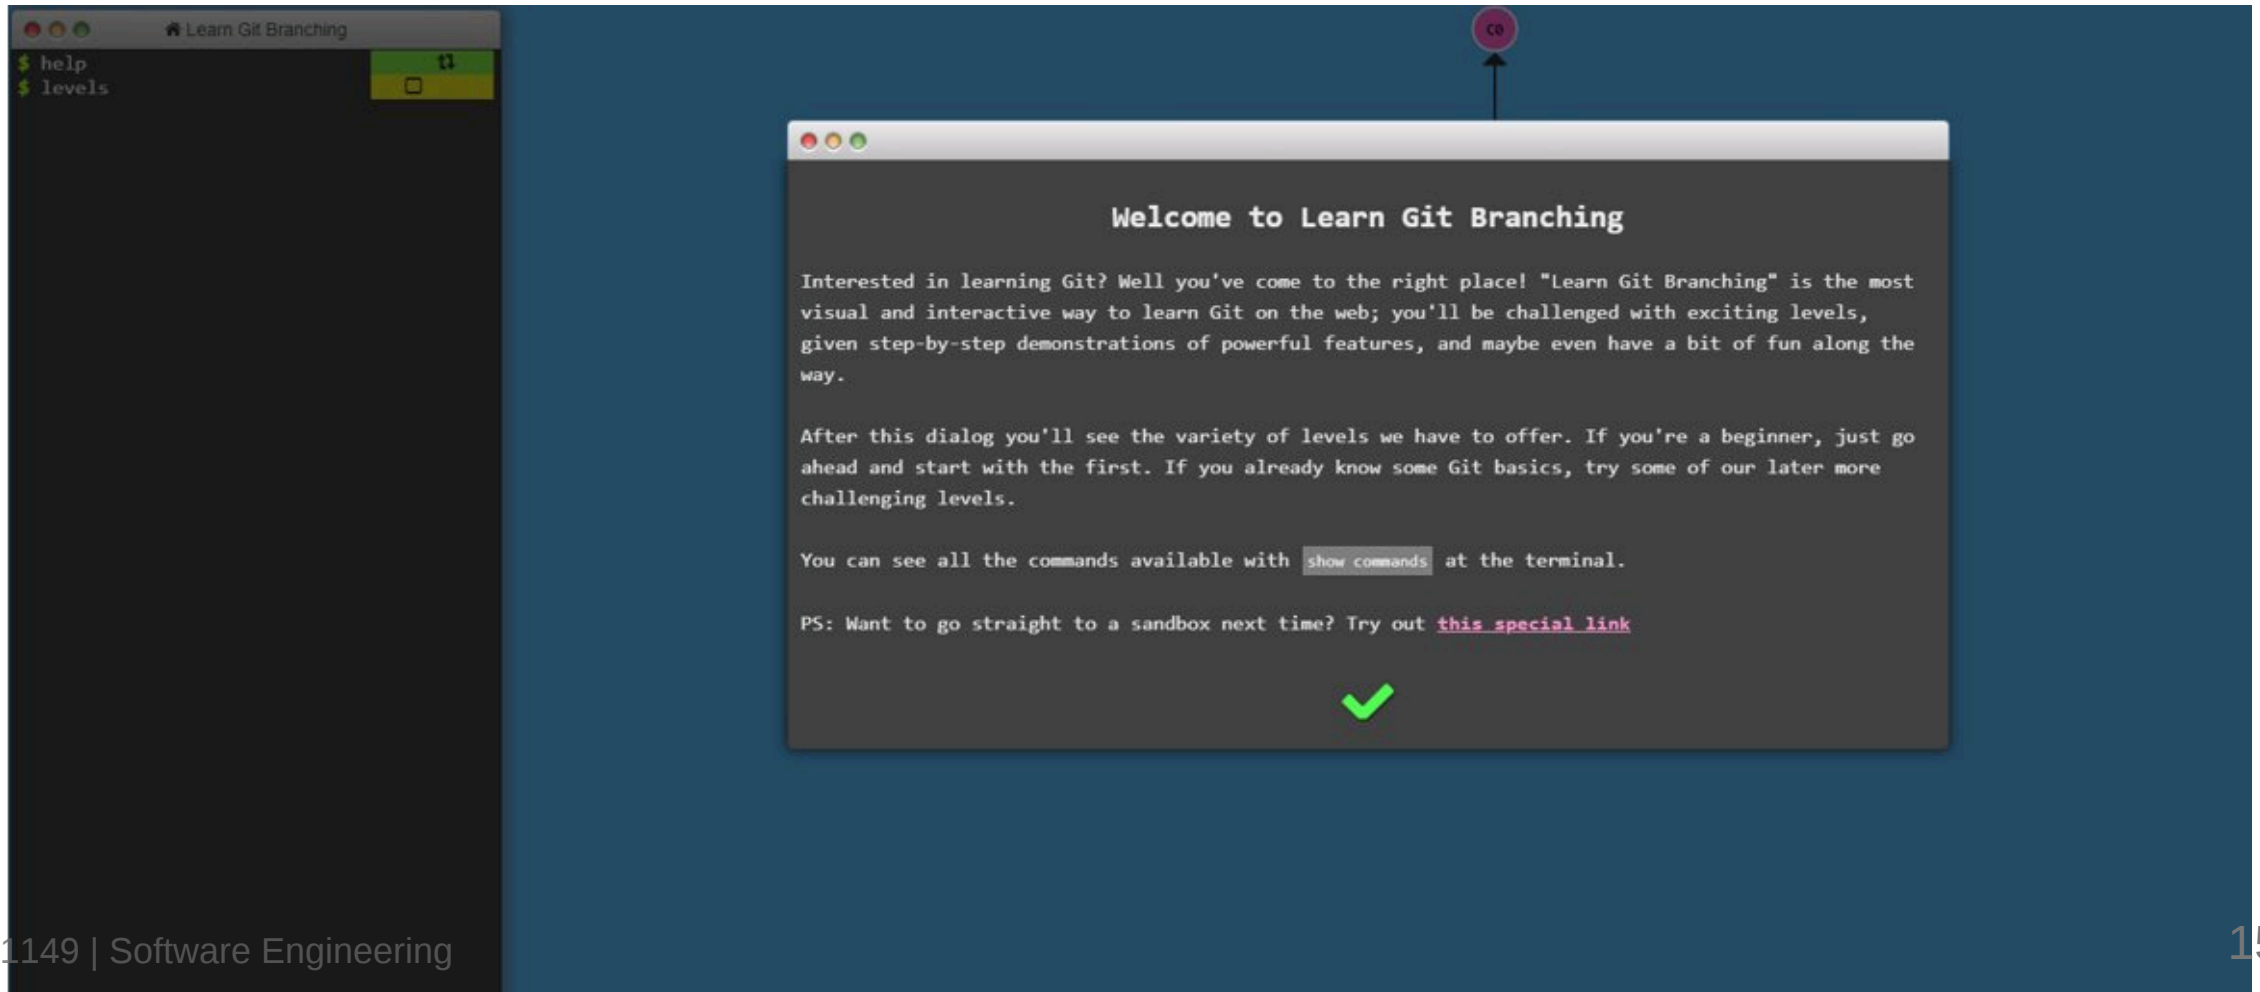 Learn Git Branching
$ help
$ levels
C0
Welcome to Learn Git Branching
Interested in learning Git? Well you've come to the right place! "Learn Git Branching" is the most
visual and interactive way to learn Git on the web; you'll be challenged with exciting levels,
given step-by-step demonstrations of powerful features, and maybe even have a bit of fun along the
way.
After this dialog you'll see the variety of levels we have to offer. If you're a beginner, just go
ahead and start with the first. If you already know some Git basics, try some of our later more
challenging levels.
You can see all the commands available with show commands at the terminal.
PS: Want to go straight to a sandbox next time? Try out this special link
1149 | Software Engineering
15